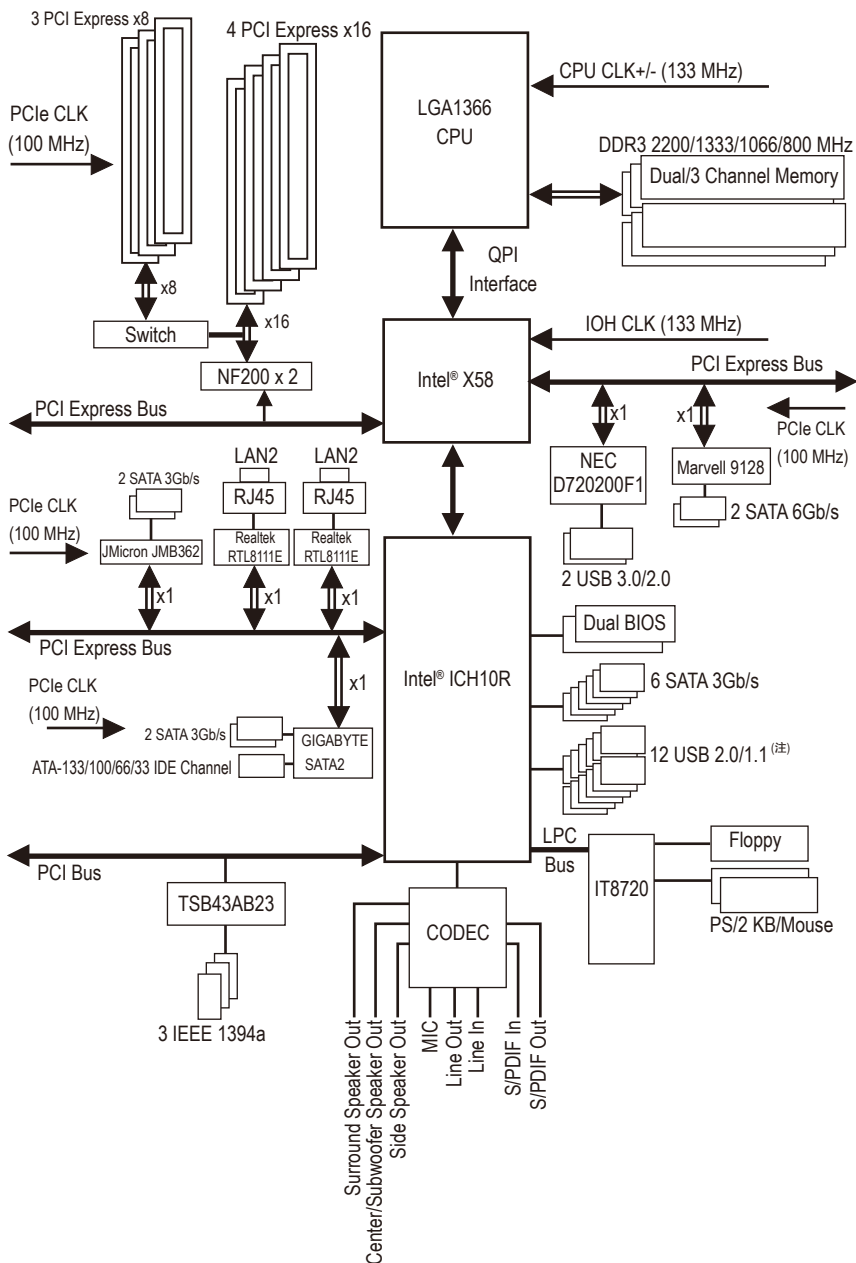 3 PCI Express x8
4 PCI Express x16
PCIe CLK
(100 MHz)
x8
Switch
x16
NF200 x 2
PCI Express Bus
LGA1366
CPU
CPU CLK+/- (133 MHz)
DDR3 2200/1333/1066/800 MHz
Dual/3 Channel Memory
QPI
Interface
Intel® X58
IOH CLK (133 MHz)
PCI Express Bus
x1
x1
PCIe CLK
(100 MHz)
NEC
D720200F1
Marvell 9128
2 USB 3.0/2.0
2 SATA 6Gb/s
2 SATA 3Gb/s
LAN2
LAN2
RJ45
RJ45
PCIe CLK
(100 MHz)
JMicron JMB362
Realtek
RTL8111E
Realtek
RTL8111E
x1
x1
x1
PCI Express Bus
x1
PCIe CLK
(100 MHz)
2 SATA 3Gb/s
GIGABYTE
SATA2
ATA-133/100/66/33 IDE Channel
Intel® ICH10R
Dual BIOS
6 SATA 3Gb/s
12 USB 2.0/1.1 (注)
PCI Bus
TSB43AB23
3 IEEE 1394a
LPC
Bus
IT8720
Floppy
PS/2 KB/Mouse
CODEC
Surround Speaker Out
Center/Subwoofer Speaker Out
Side Speaker Out
MIC
Line Out
Line In
S/PDIF In
S/PDIF Out